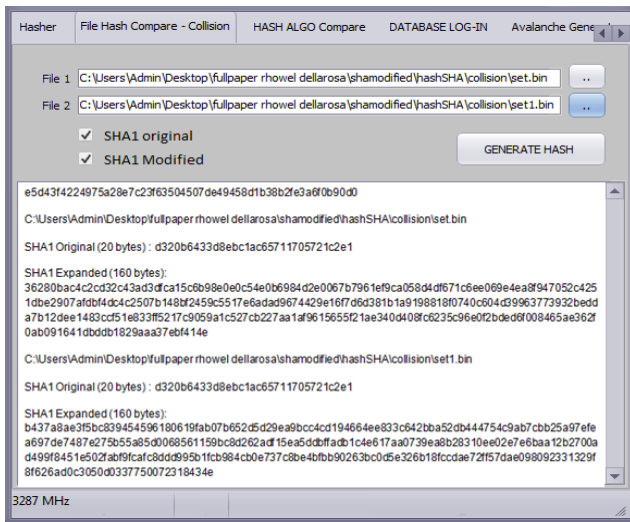 Hasher File Hash Compare - Collision HASH ALGO Compare DATABASE LOG-IN Avalanche
File 1 C:\Users\Admin\Desktop\fullpaper rhowel dellarosa\shamodified\hashSHA\collision\set.bin ..
File 2 C:\Users\Admin\Desktop\fullpaper rhowel dellarosa\shamodified\hashSHA\collision\set1.bin ..
SHA1 original
SHA1 Modified
GENERATE HASH
e5d43f4224975a28e7c23f63504507de49458d1b38b2fe3a6f0b90d0
C:\Users\Admin\Desktop\fullpaper rhowel dellarosa\shamodified\hashSHA\collision\set.bin
SHA1 Original (20 bytes) : d320b6433d8ebc1ac65711705721c2e1
SHA1 Expanded (160 bytes):
36280bac4c2cd32c43ad3dfca15c6b98e0e0c54e0b6984d2e0067b7961ef9ca058d4df671c6ee069e4ea8f947052c4251
1dbe2907afdbf4dc4c2507b148bf2459c5517e6adad9674429e16f7d6d381b1a9198818f0740c604d39963773932bedd
a7b12dee1483ccf51e833ff5217c9059a1c527cb227aa1af9615655f21ae340d408fc6235c96e0f2bded6f008465ae362f
0ab091641dbddb1829aaa37ebf414e
C:\Users\Admin\Desktop\fullpaper rhowel dellarosa\shamodified\hashSHA\collision\set1.bin
SHA1 Original (20 bytes) : d320b6433d8ebc1ac65711705721c2e1
SHA1 Expanded (160 bytes):
b437a8ae3f5bc839454596180619fab07b652d5d29ea9bcc4cd194664ee833c642bba52db444754c9ab7cbb25a97efe
a697de7487e275b55a85d0068561159bc8d262adf15ea5ddbffadb1c4e617aa0739ea8b28310ee02e7e6baa12b2700a
d499f8451e502fabf9fcafc8ddd995b1fcb984cb0e737c8be4bfbb90263bc0d5e326b18fccdae72ff57dae098092331329f
8f626ad0c3050d0337750072318434e
3287 MHz